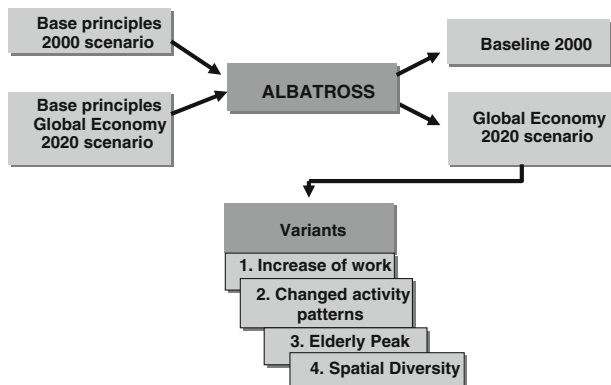 Base principles
2000 scenario
Base principles
Global Economy
2020 scenario
ALBATROSS
Baseline 2000
Global Economy
2020 scenario
Variants
1. Increase of work
2. Changed activity
patterns
3. Elderly Peak
4. Spatial Diversity